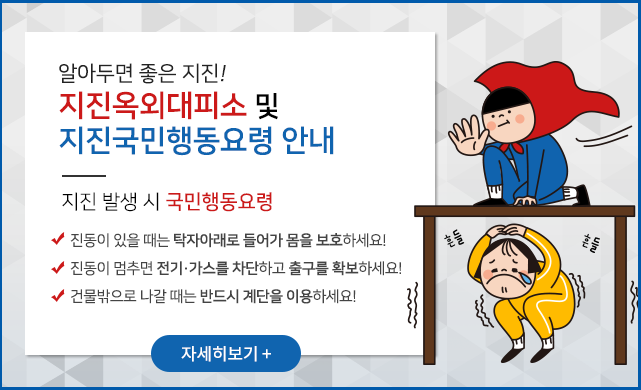 알아두면 좋은 지진!
지진옥외대피소 및
지진국민행동요령 안내
지진 발생 시 국민행동요령
진동이 있을 때는 탁자아래로 들어가 몸을 보호하세요!
진동이 멈추면 전기·가스를 차단하고 출구를 확보하세요!
건물밖으로 나갈 때는 반드시 계단을 이용하세요!
자세히보기 +